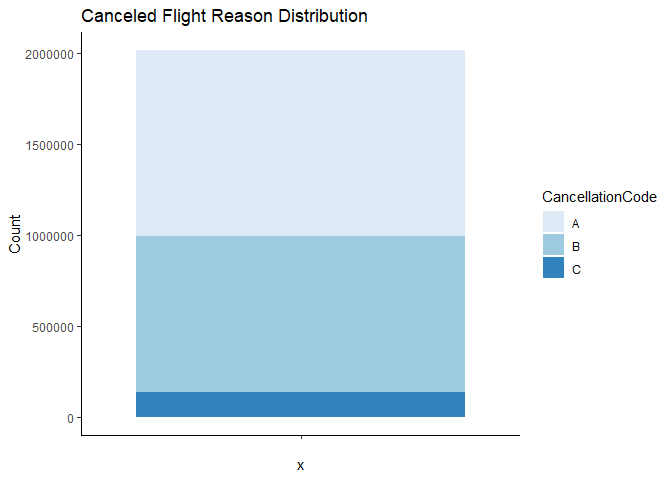 Canceled Flight Reason Distribution
2000000
1500000
1000000
500000
0
Count
x
CancellationCode
A
B
C